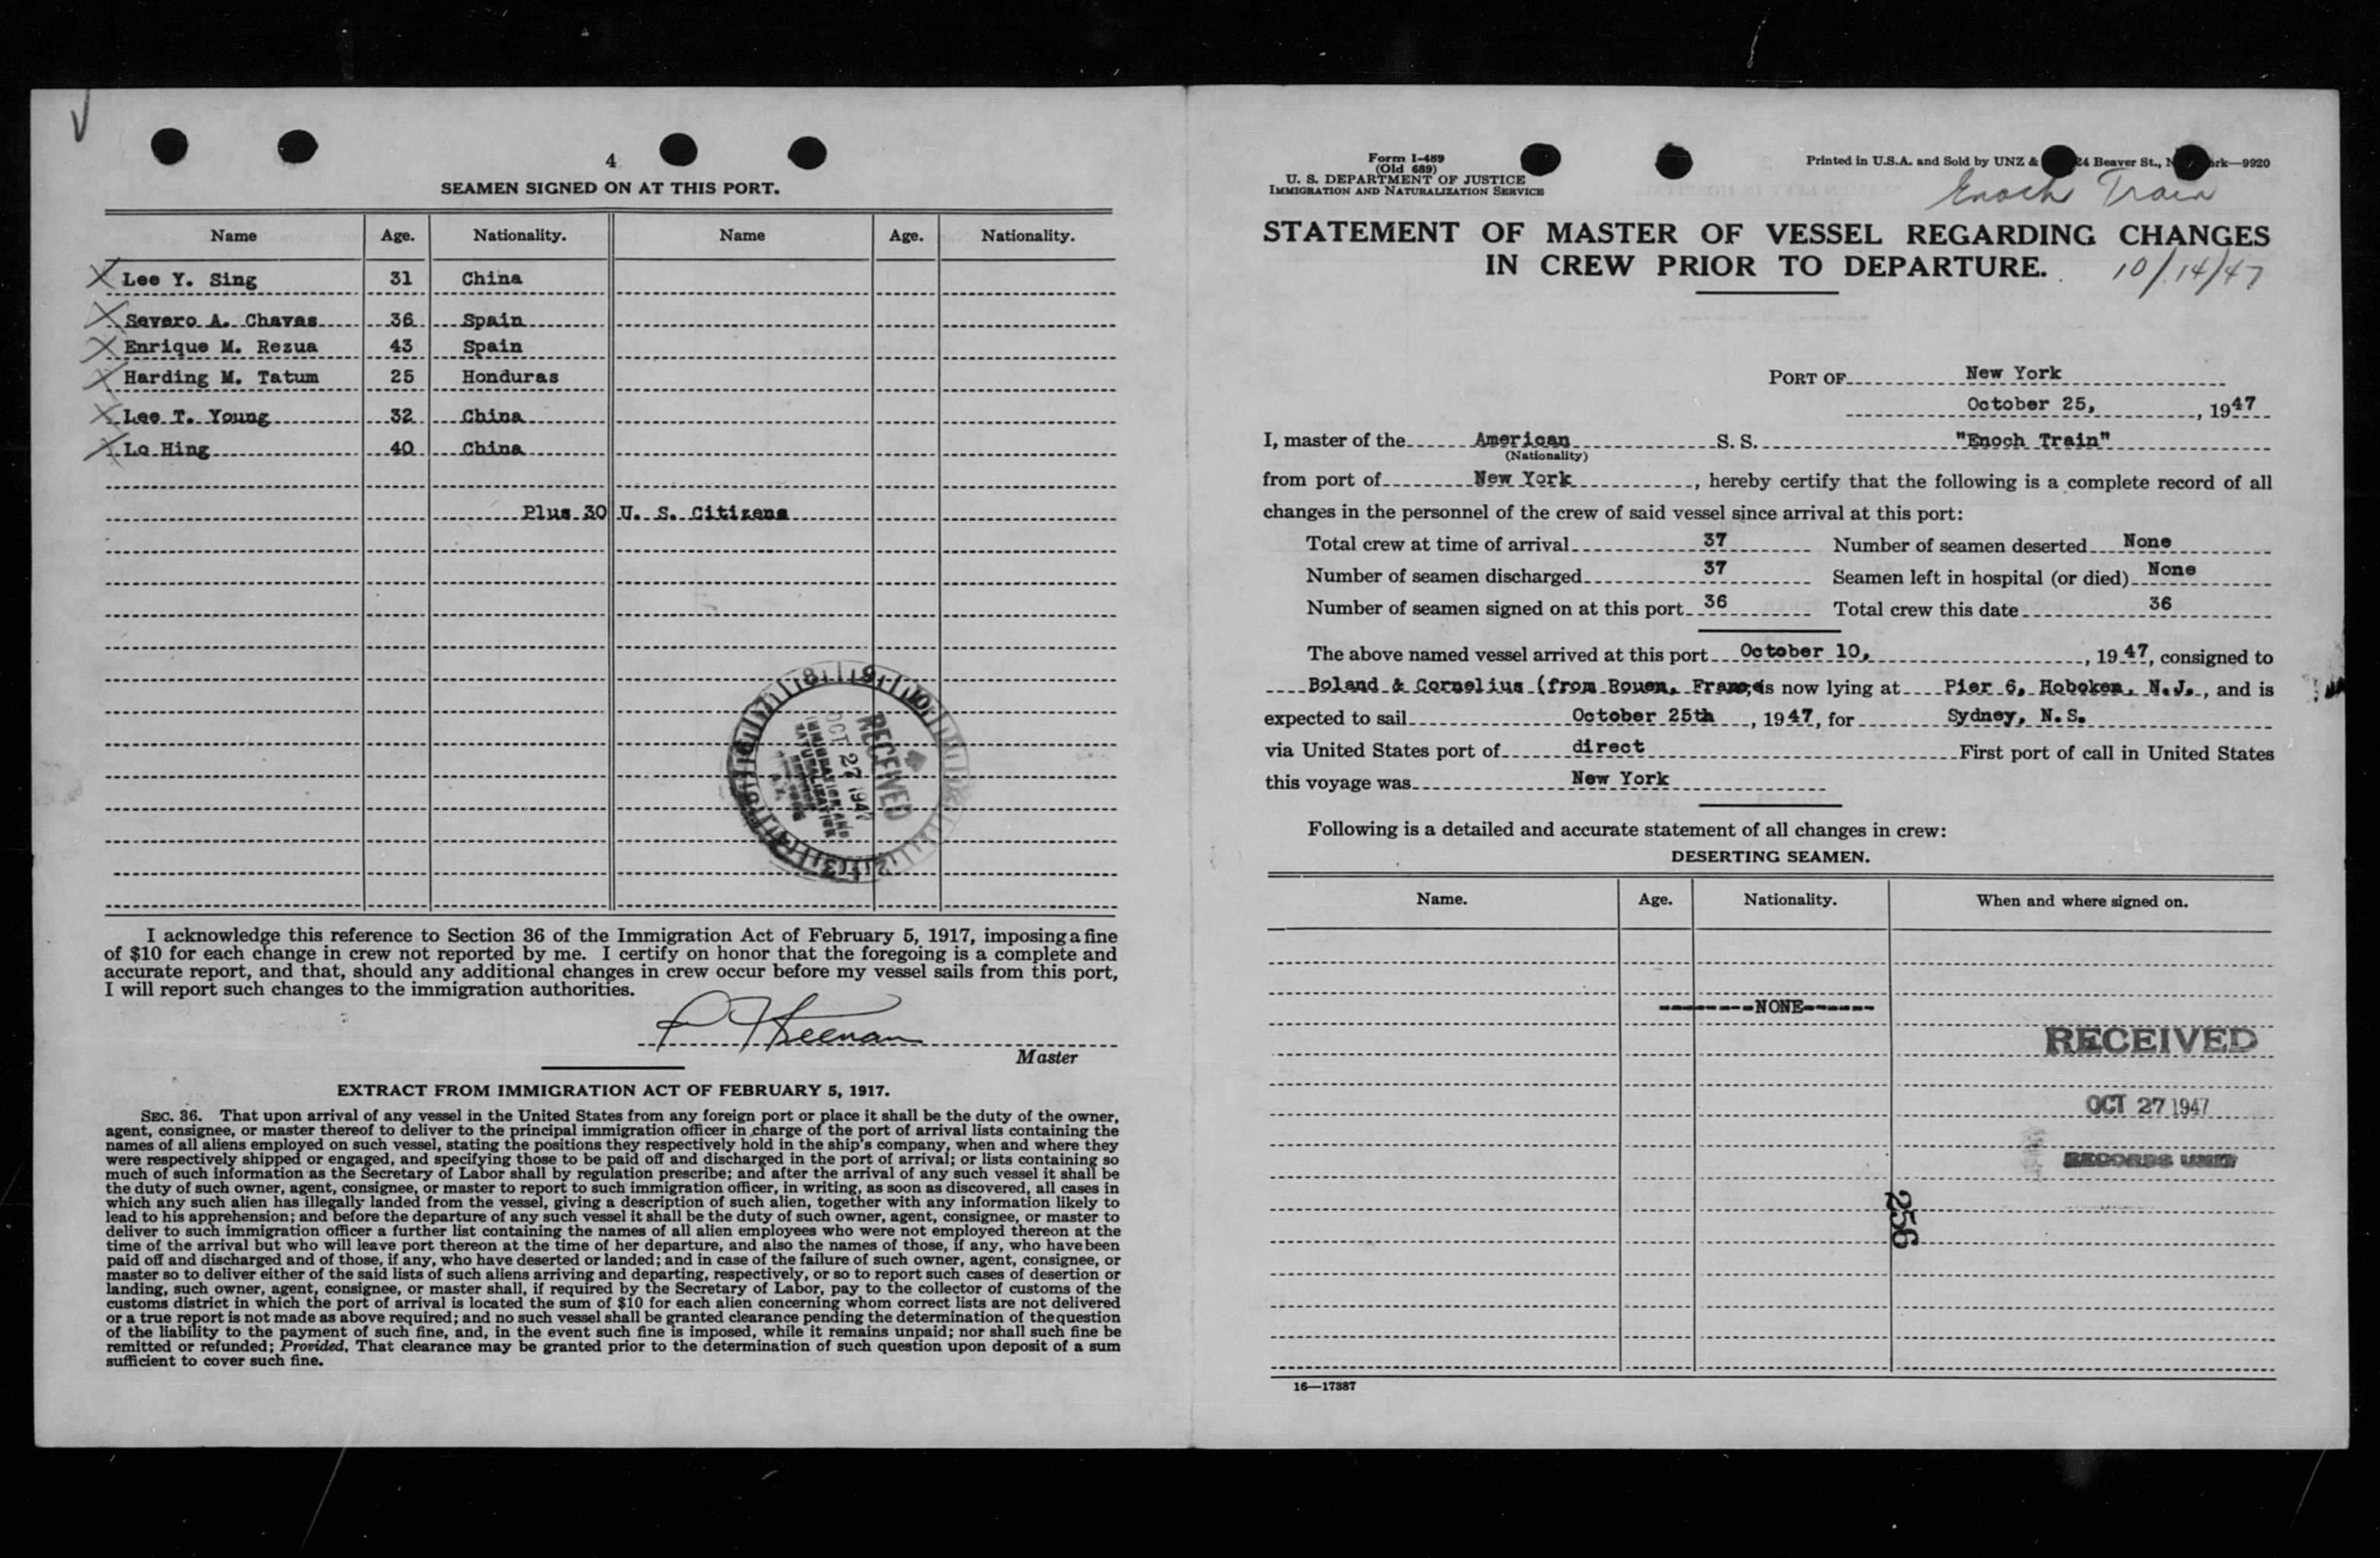 4
SEAMEN SIGNED ON AT THIS PORT.
Name Age. Nationality. Name Age. Nationality.
Lee Y. Sing 31 China
Severo A. Chavas 36 Spain
Enrique M. Rezua 43 Spain
Harding M. Tatum 25 Honduras
Lee T. Young 32 China
Lo Hing 40 China
Plus 30 U. S. Citizens
RECEIVED
OCT 27 1947
IMMIGRATION AND
NATURALIZATION
I acknowledge this reference to Section 36 of the Immigration Act of February 5, 1917, imposing a fine
of $10 for each change in crew not reported by me. I certify on honor that the foregoing is a complete and
accurate report, and that, should any additional changes in crew occur before my vessel sails from this port,
I will report such changes to the immigration authorities.
Keenan
Master
EXTRACT FROM IMMIGRATION ACT OF FEBRUARY 5, 1917.
SEC. 36. That upon arrival of any vessel in the United States from any foreign port or place it shall be the duty of the owner,
agent, consignee, or master thereof to deliver to the principal immigration officer in charge of the port of arrival lists containing the
names of all aliens employed on such vessel, stating the positions they respectively hold in the ship's company, when and where they
were respectively shipped or engaged, and specifying those to be paid off and discharged in the port of arrival; or lists containing so
much of such information as the Secretary of Labor shall by regulation prescribe; and after the arrival of any such vessel it shall be
the duty of such owner, agent, consignee, or master to report to such immigration officer, in writing, as soon as discovered, all cases in
which any such alien has illegally landed from the vessel, giving a description of such alien, together with any information likely to
lead to his apprehension; and before the departure of any such vessel it shall be the duty of such owner, agent, consignee, or master to
deliver to such immigration officer a further list containing the names of all alien employees who were not employed thereon at the
time of the arrival but who will leave port thereon at the time of her departure, and also the names of those, if any, who have been
paid off and discharged and of those, if any, who have deserted or landed; and in case of the failure of such owner, agent, consignee, or
master so to deliver either of the said lists of such aliens arriving and departing, respectively, or so to report such cases of desertion or
landing, such owner, agent, consignee, or master shall, if required by the Secretary of Labor, pay to the collector of customs of the
customs district in which the port of arrival is located the sum of $10 for each alien concerning whom correct lists are not delivered
or a true report is not made as above required; and no such vessel shall be granted clearance pending the determination of the question
of the liability to the payment of such fine, and, in the event such fine is imposed, while it remains unpaid; nor shall such fine be
remitted or refunded; Provided, That clearance may be granted prior to the determination of such question upon deposit of a sum
sufficient to cover such fine.
Form I-489
(Old 689)
U. S. DEPARTMENT OF JUSTICE
IMMIGRATION AND NATURALIZATION SERVICE
Printed in U.S.A. and Sold by UNZ & 24 Beaver St., N rk—9920
Enoch Train
STATEMENT OF MASTER OF VESSEL REGARDING CHANGES
IN CREW PRIOR TO DEPARTURE.
10/14/47
PORT OF New York
October 25, , 1947
I, master of the American S. S. "Enoch Train"
(Nationality)
from port of New York, hereby certify that the following is a complete record of all
changes in the personnel of the crew of said vessel since arrival at this port:
Total crew at time of arrival 37 Number of seamen deserted None
Number of seamen discharged 37 Seamen left in hospital (or died) None
Number of seamen signed on at this port 36 Total crew this date 36
The above named vessel arrived at this port October 10, , 1947, consigned to
Boland & Cornelius (from Rouen, France, is now lying at Pier 6, Hoboken, N.J., and is
expected to sail October 25th, 1947, for Sydney, N.S.
via United States port of direct First port of call in United States
this voyage was New York
Following is a detailed and accurate statement of all changes in crew:
DESERTING SEAMEN.
Name. Age. Nationality. When and where signed on.
--------NONE------
RECEIVED
OCT 27 1947
RECORDS UNIT
256
16—17387